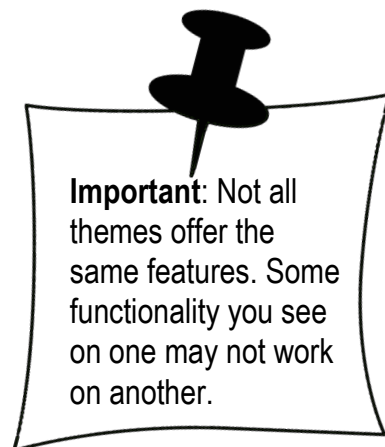 Important: Not all
themes offer the
same features. Some
functionality you see
on one may not work
on another.